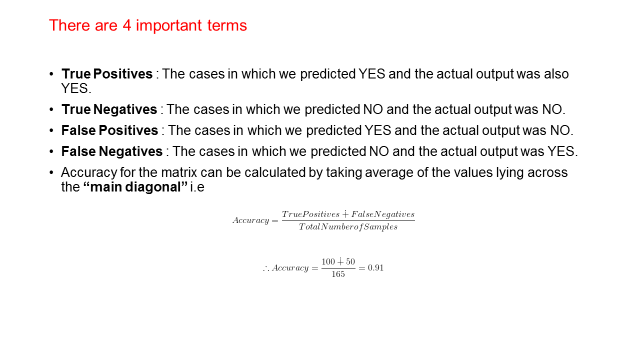 There are 4 important terms
• True Positives : The cases in which we predicted YES and the actual output was also
YES.
• True Negatives : The cases in which we predicted NO and the actual output was NO.
• False Positives : The cases in which we predicted YES and the actual output was NO.
• False Negatives : The cases in which we predicted NO and the actual output was YES.
• Accuracy for the matrix can be calculated by taking average of the values lying across
the “main diagonal” i.e
Accuracy = TruePositives + FalseNegatives / TotalNumberofSamples
∴ Accuracy = 100 + 50 / 165 = 0.91